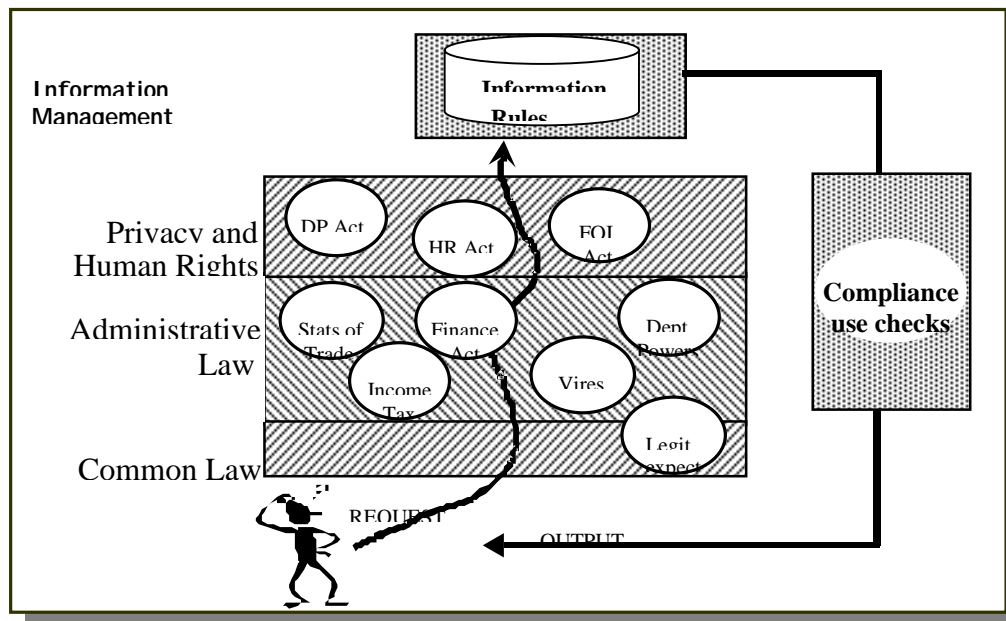 Information
Management
Information
Rules
Privacy and
Human Rights
DP Act
HR Act
FOI
Act
Administrative
Law
Stats of
Trade
Finance
Act
Dept
Powers
Income
Tax
Vires
Compliance
use checks
Common Law
Legit
expect
REQUEST
OUTPUT